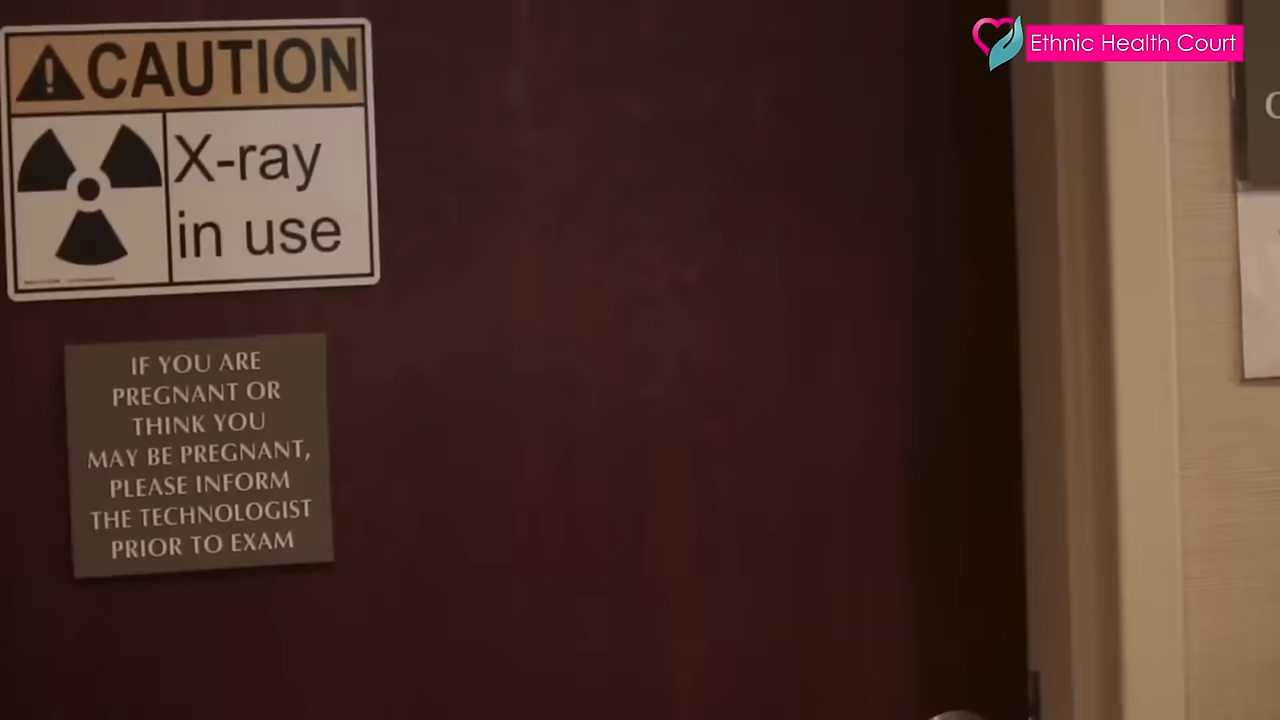 CAUTION
X-ray
in use
IF YOU ARE
PREGNANT OR
THINK YOU
MAY BE PREGNANT,
PLEASE INFORM
THE TECHNOLOGIST
PRIOR TO EXAM
Ethnic Health Court